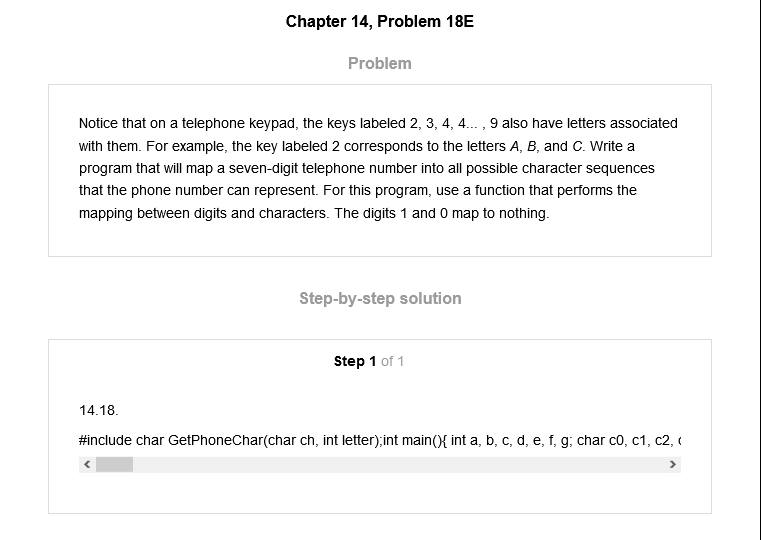 Chapter 14, Problem 18E
Problem
Notice that on a telephone keypad, the keys labeled 2, 3, 4, 4... , 9 also have letters associated
with them. For example, the key labeled 2 corresponds to the letters A, B, and C. Write a
program that will map a seven-digit telephone number into all possible character sequences
that the phone number can represent. For this program, use a function that performs the
mapping between digits and characters. The digits 1 and 0 map to nothing.
Step-by-step solution
Step 1 of 1
14.18.
#include char GetPhoneChar(char ch, int letter);int main(){ int a, b, c, d, e, f, g; char c0, c1, c2,